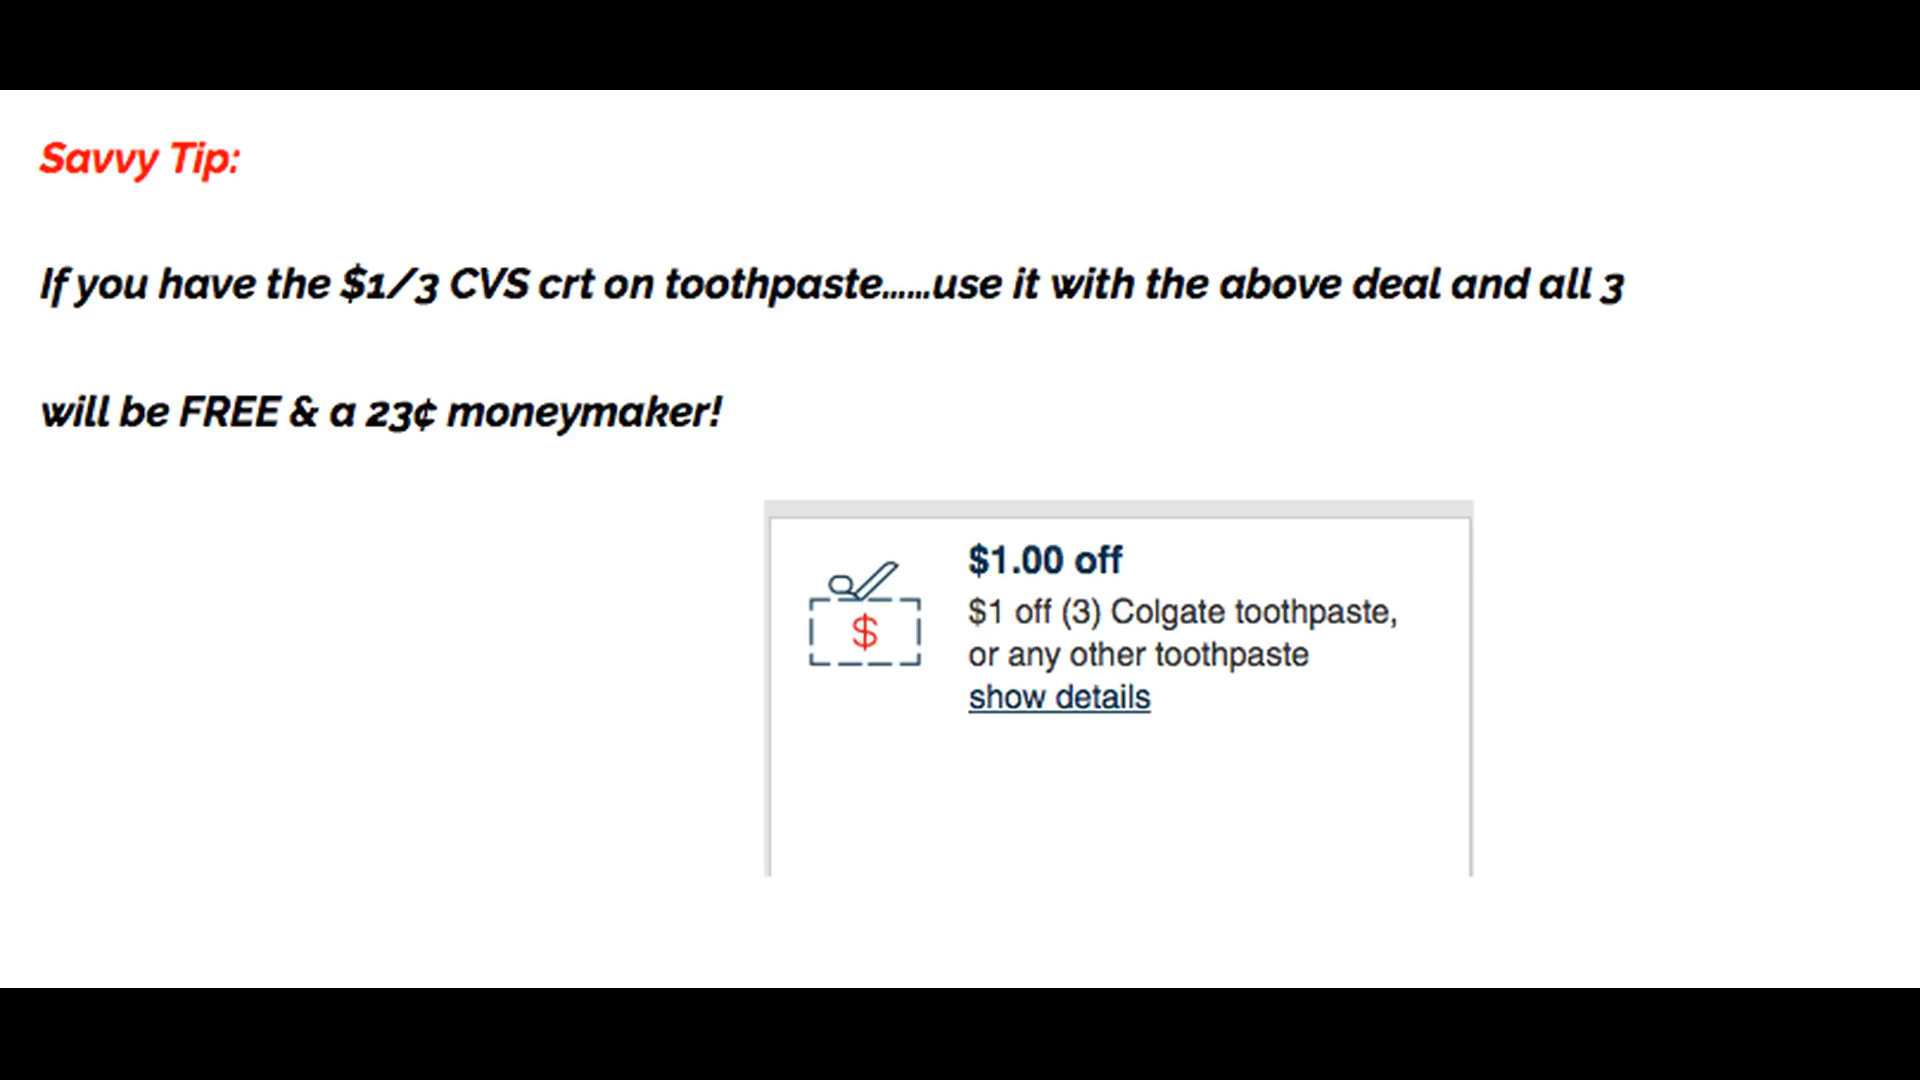 Savvy Tip:
If you have the $1/3 CVS crt on toothpaste......use it with the above deal and all 3
will be FREE & a 23¢ moneymaker!
$1.00 off
$
$1 off (3) Colgate toothpaste,
or any other toothpaste
show details